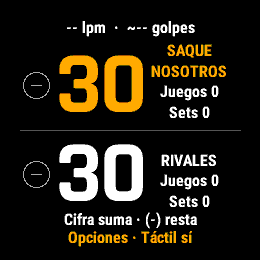 -- lpm · ~-- golpes
SAQUE
30 NOSOTROS
Juegos 0
Sets 0
30 RIVALES
Juegos 0
Sets 0
Cifra suma · (-) resta
Opciones · Táctil sí